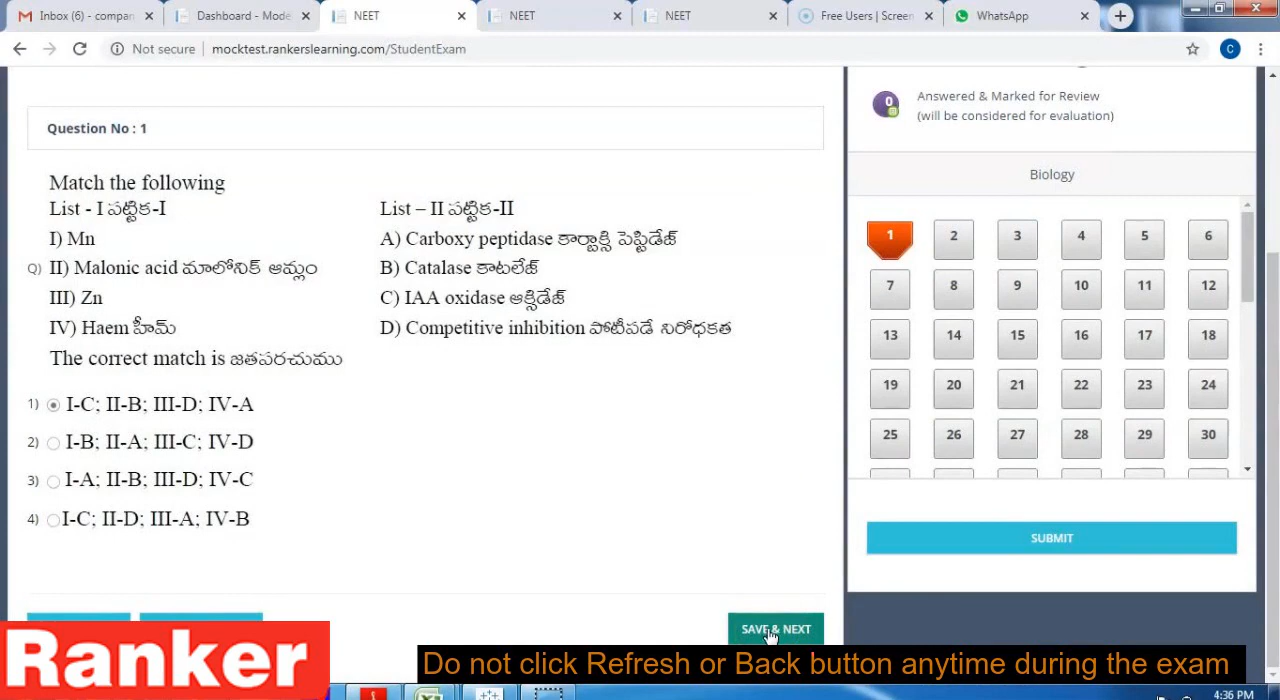 Inbox (6) - compan
Dashboard - Mode
NEET
NEET
NEET
Free Users | Screen
WhatsApp
Not secure | mocktest.rankerslearning.com/StudentExam
C
Question No : 1
Match the following
List - I పట్టిక-I
List – II పట్టిక-II
I) Mn
A) Carboxy peptidase కార్బాక్సి పెప్టిడేజ్
Q) II) Malonic acid మాలోనిక్ ఆమ్లం
B) Catalase కాటలేజ్
III) Zn
C) IAA oxidase ఆక్సిడేజ్
IV) Haem హీమ్
D) Competitive inhibition పోటీపడే నిరోధకత
The correct match is జతపరచుము
1) I-C; II-B; III-D; IV-A
2) I-B; II-A; III-C; IV-D
3) I-A; II-B; III-D; IV-C
4) I-C; II-D; III-A; IV-B
SAVE & NEXT
0
Answered & Marked for Review
(will be considered for evaluation)
Biology
1 2 3 4 5 6
7 8 9 10 11 12
13 14 15 16 17 18
19 20 21 22 23 24
25 26 27 28 29 30
SUBMIT
Ranker
Do not click Refresh or Back button anytime during the exam
4:36 PM